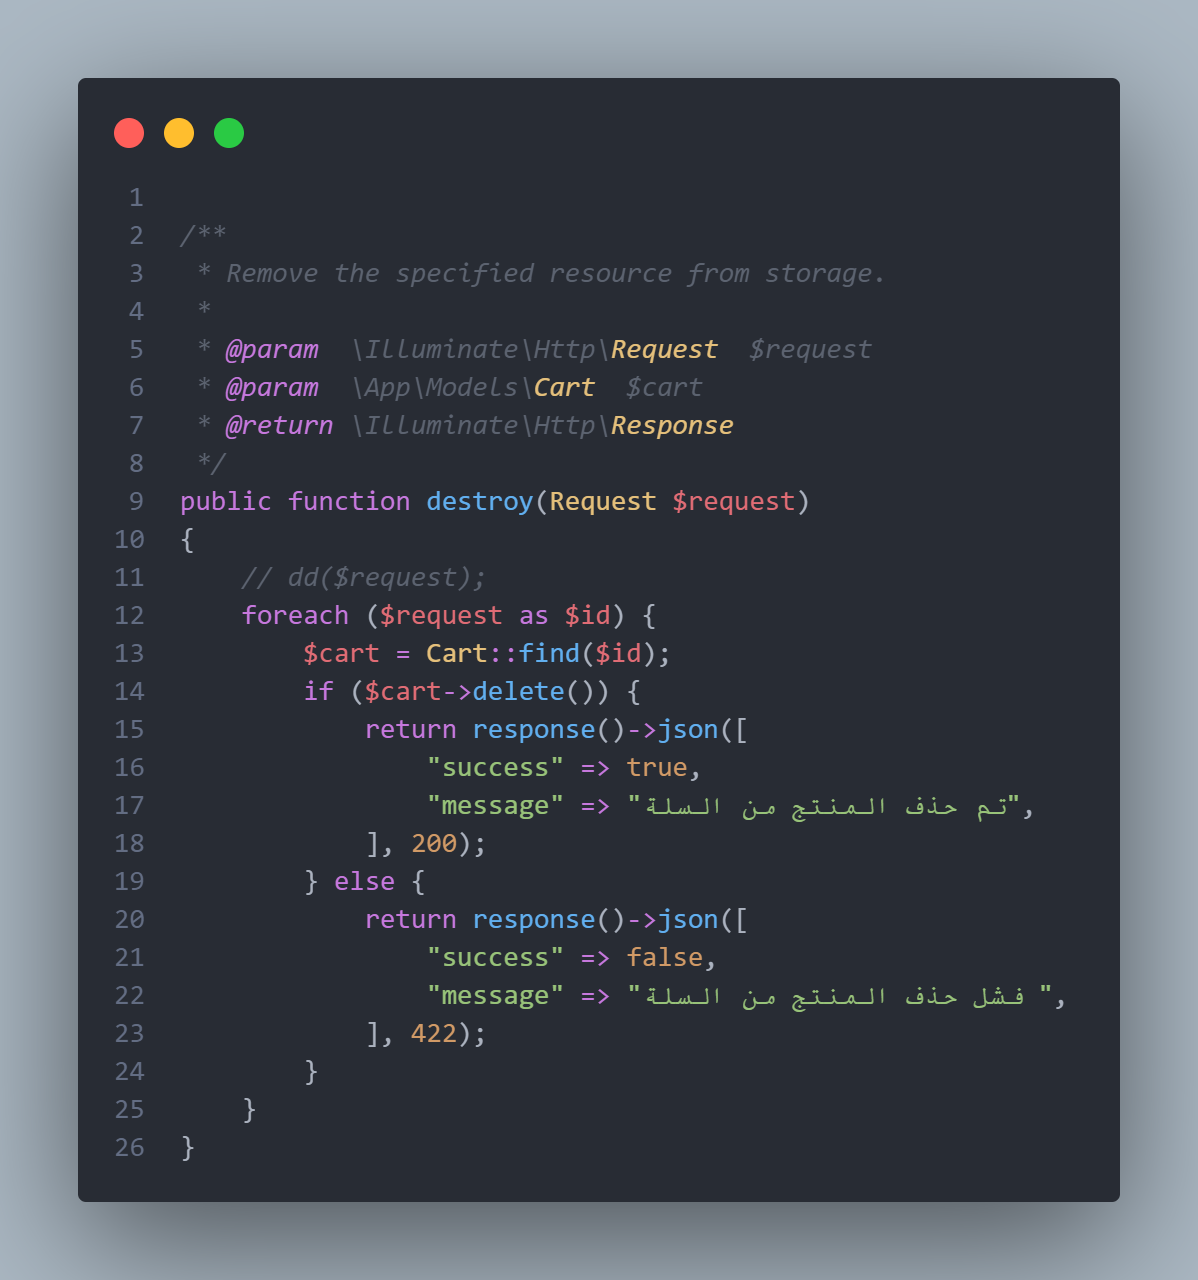 1
2 /**
3  * Remove the specified resource from storage.
4  *
5  * @param  \Illuminate\Http\Request  $request
6  * @param  \App\Models\Cart  $cart
7  * @return \Illuminate\Http\Response
8  */
9 public function destroy(Request $request)
10 {
11     // dd($request);
12     foreach ($request as $id) {
13         $cart = Cart::find($id);
14         if ($cart->delete()) {
15             return response()->json([
16                 "success" => true,
17                 "message" => "تم حذف المنتج من السلة",
18             ], 200);
19         } else {
20             return response()->json([
21                 "success" => false,
22                 "message" => " فشل حذف المنتج من السلة",
23             ], 422);
24         }
25     }
26 }